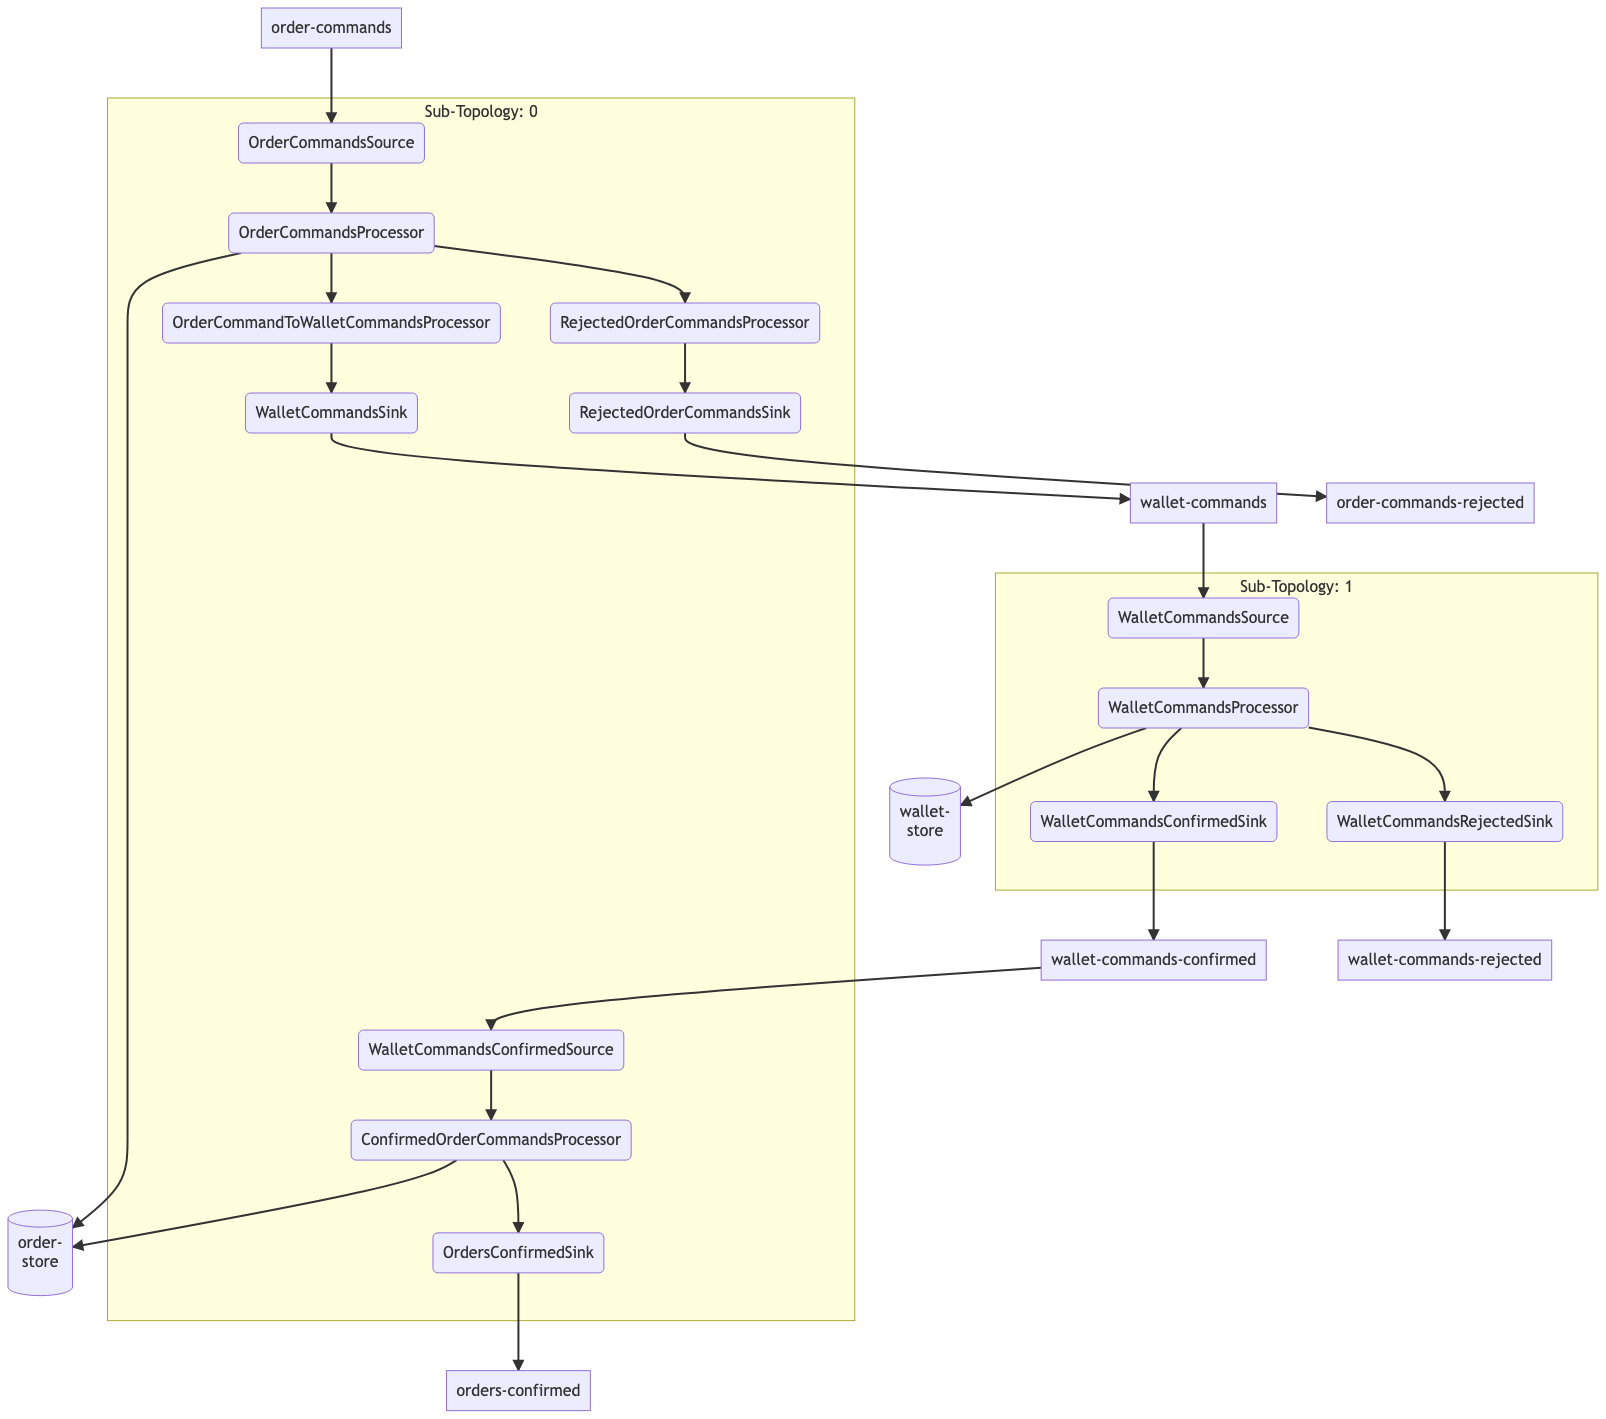 order-commands
Sub-Topology: 0
OrderCommandsSource
OrderCommandsProcessor
OrderCommandToWalletCommandsProcessor
RejectedOrderCommandsProcessor
WalletCommandsSink
RejectedOrderCommandsSink
wallet-commands
order-commands-rejected
Sub-Topology: 1
WalletCommandsSource
WalletCommandsProcessor
wallet-
store
WalletCommandsConfirmedSink
WalletCommandsRejectedSink
wallet-commands-confirmed
wallet-commands-rejected
WalletCommandsConfirmedSource
ConfirmedOrderCommandsProcessor
order-
store
OrdersConfirmedSink
orders-confirmed